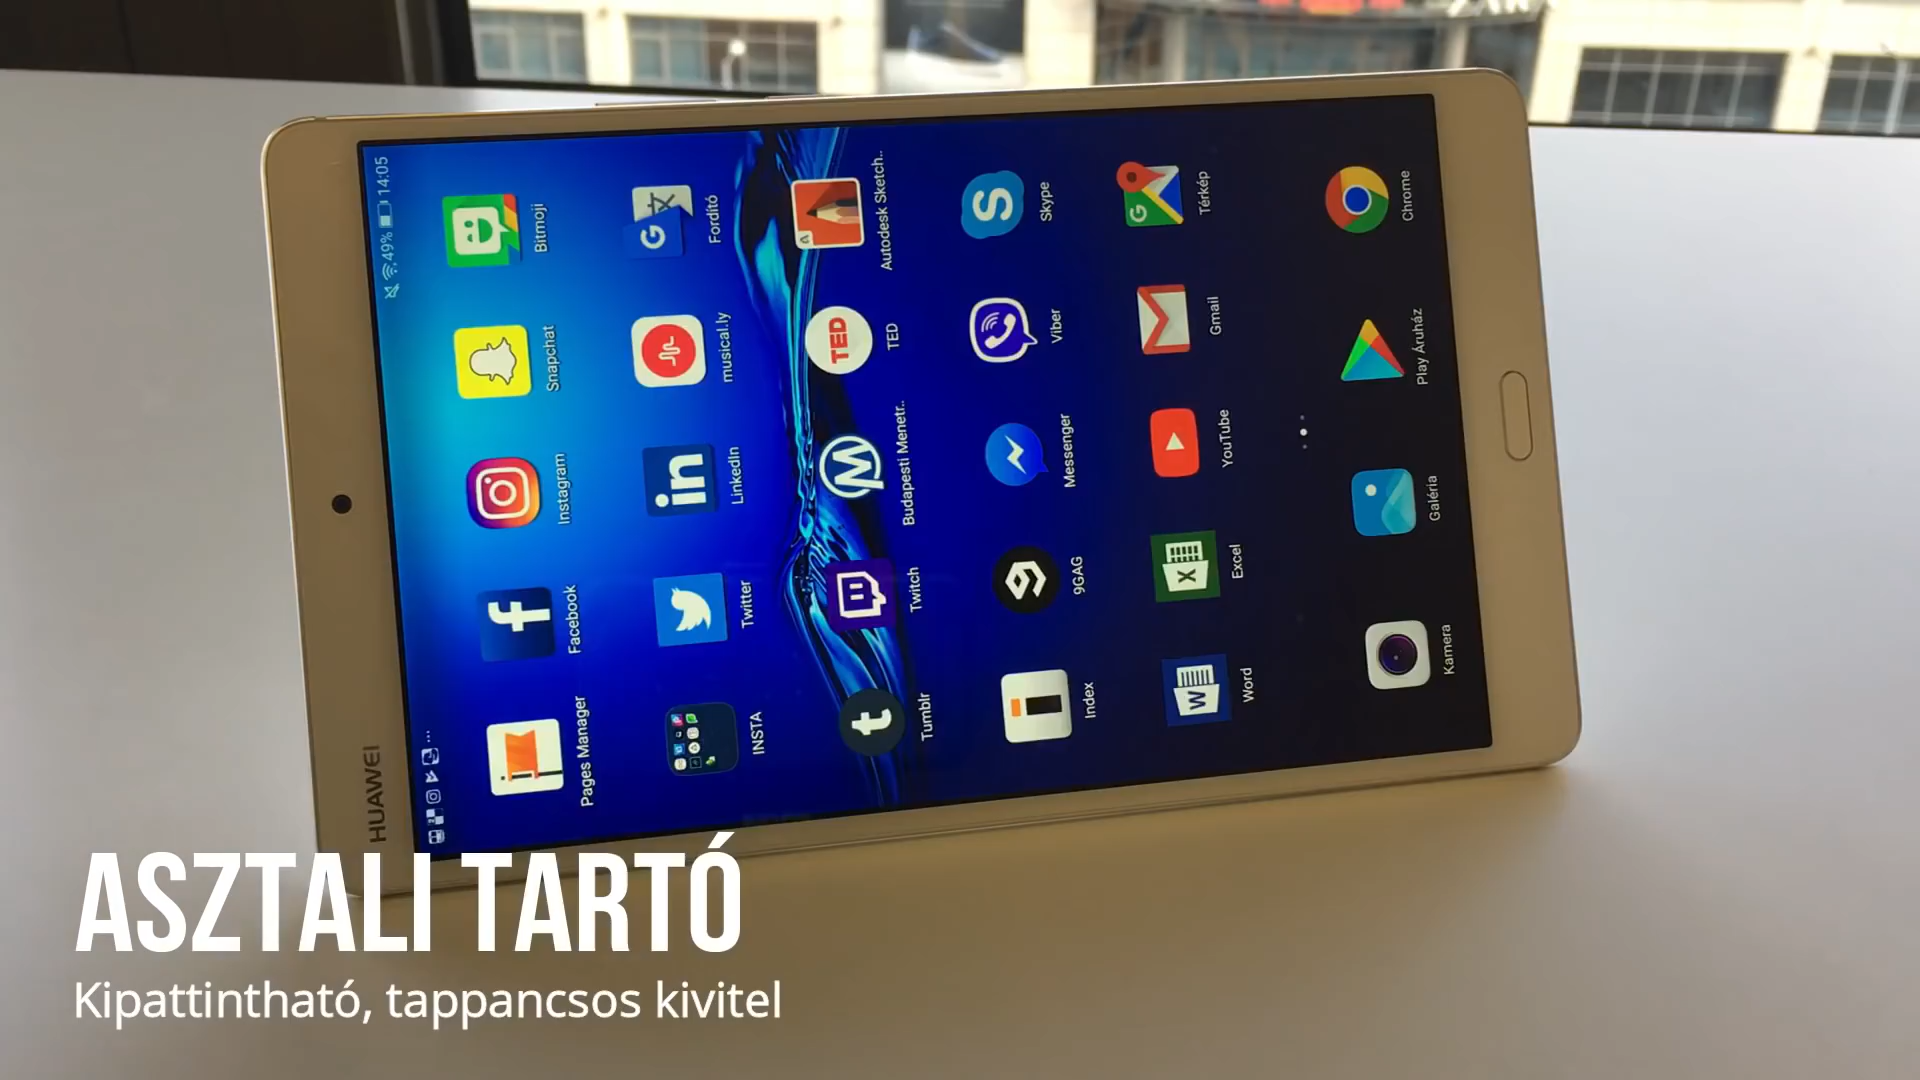 49% 14:05
Bitmoji
Snapchat
Instagram
Facebook
Pages Manager
Fordító
musical.ly
LinkedIn
Twitter
INSTA
Autodesk Sketch..
TED
TED
Budapesti Menetr..
Twitch
Tumblr
Skype
Viber
Messenger
9GAG
Index
Térkép
Gmail
YouTube
Excel
Word
Chrome
Play Áruház
Galéria
Kamera
HUAWEI
ASZTALI TARTÓ
Kipattintható, tappancsos kivitel